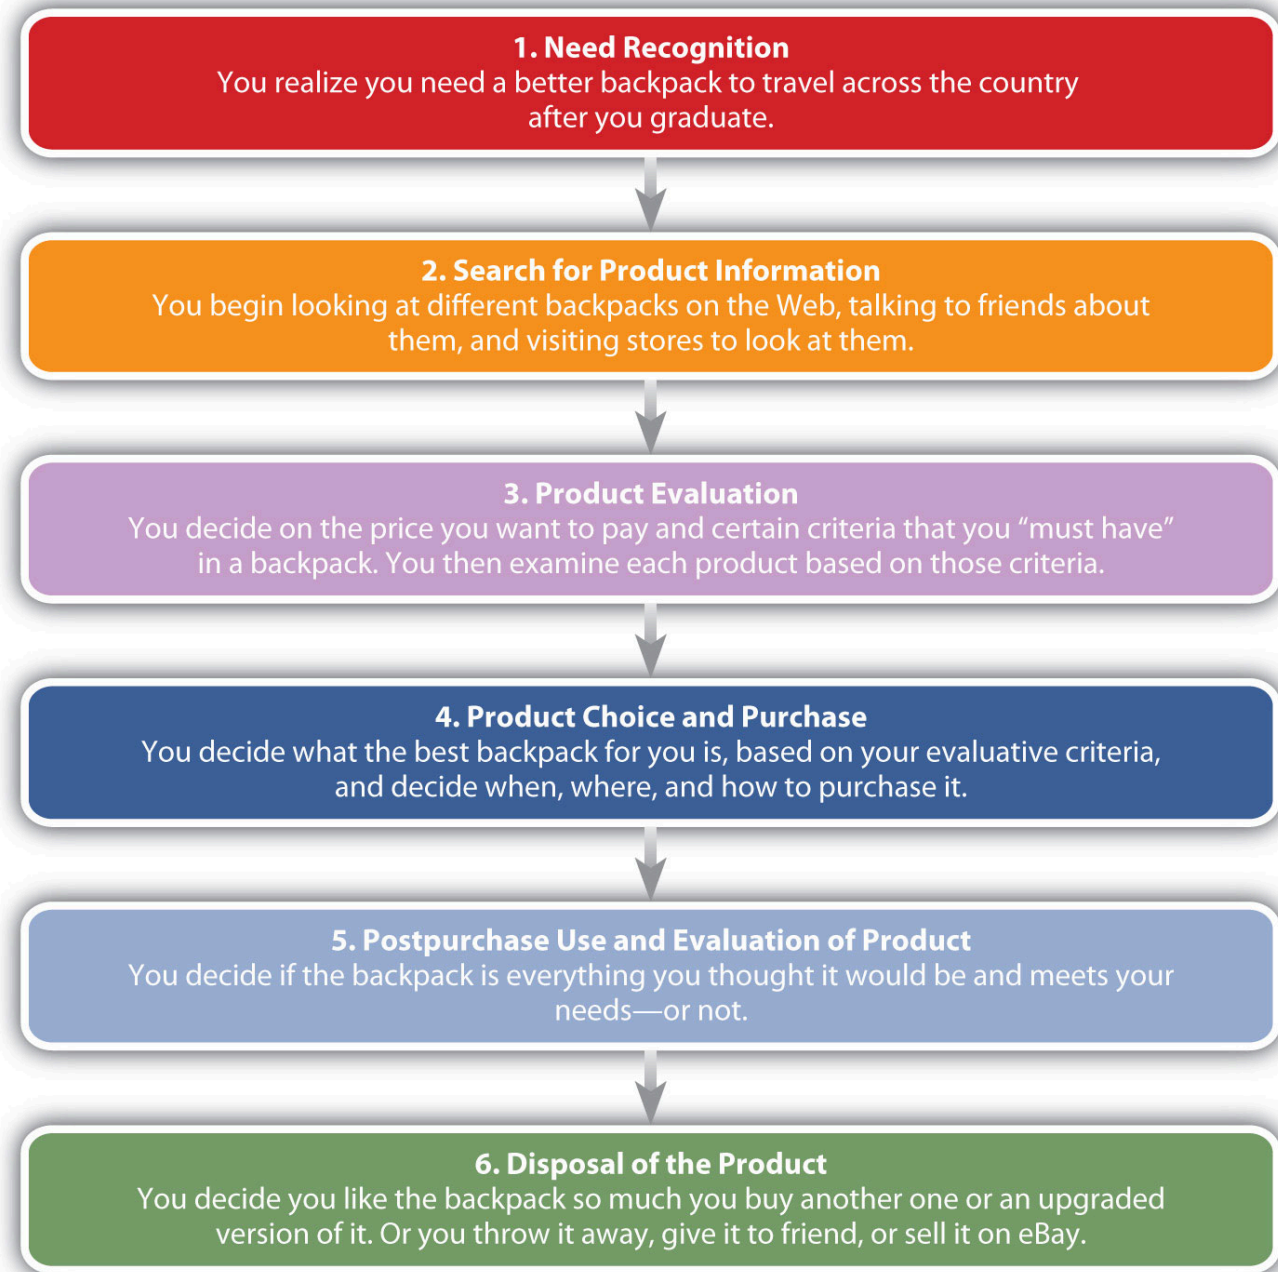 1. Need Recognition
You realize you need a better backpack to travel across the country
after you graduate.
2. Search for Product Information
You begin looking at different backpacks on the Web, talking to friends about
them, and visiting stores to look at them.
3. Product Evaluation
You decide on the price you want to pay and certain criteria that you “must have”
in a backpack. You then examine each product based on those criteria.
4. Product Choice and Purchase
You decide what the best backpack for you is, based on your evaluative criteria,
and decide when, where, and how to purchase it.
5. Postpurchase Use and Evaluation of Product
You decide if the backpack is everything you thought it would be and meets your
needs—or not.
6. Disposal of the Product
You decide you like the backpack so much you buy another one or an upgraded
version of it. Or you throw it away, give it to friend, or sell it on eBay.